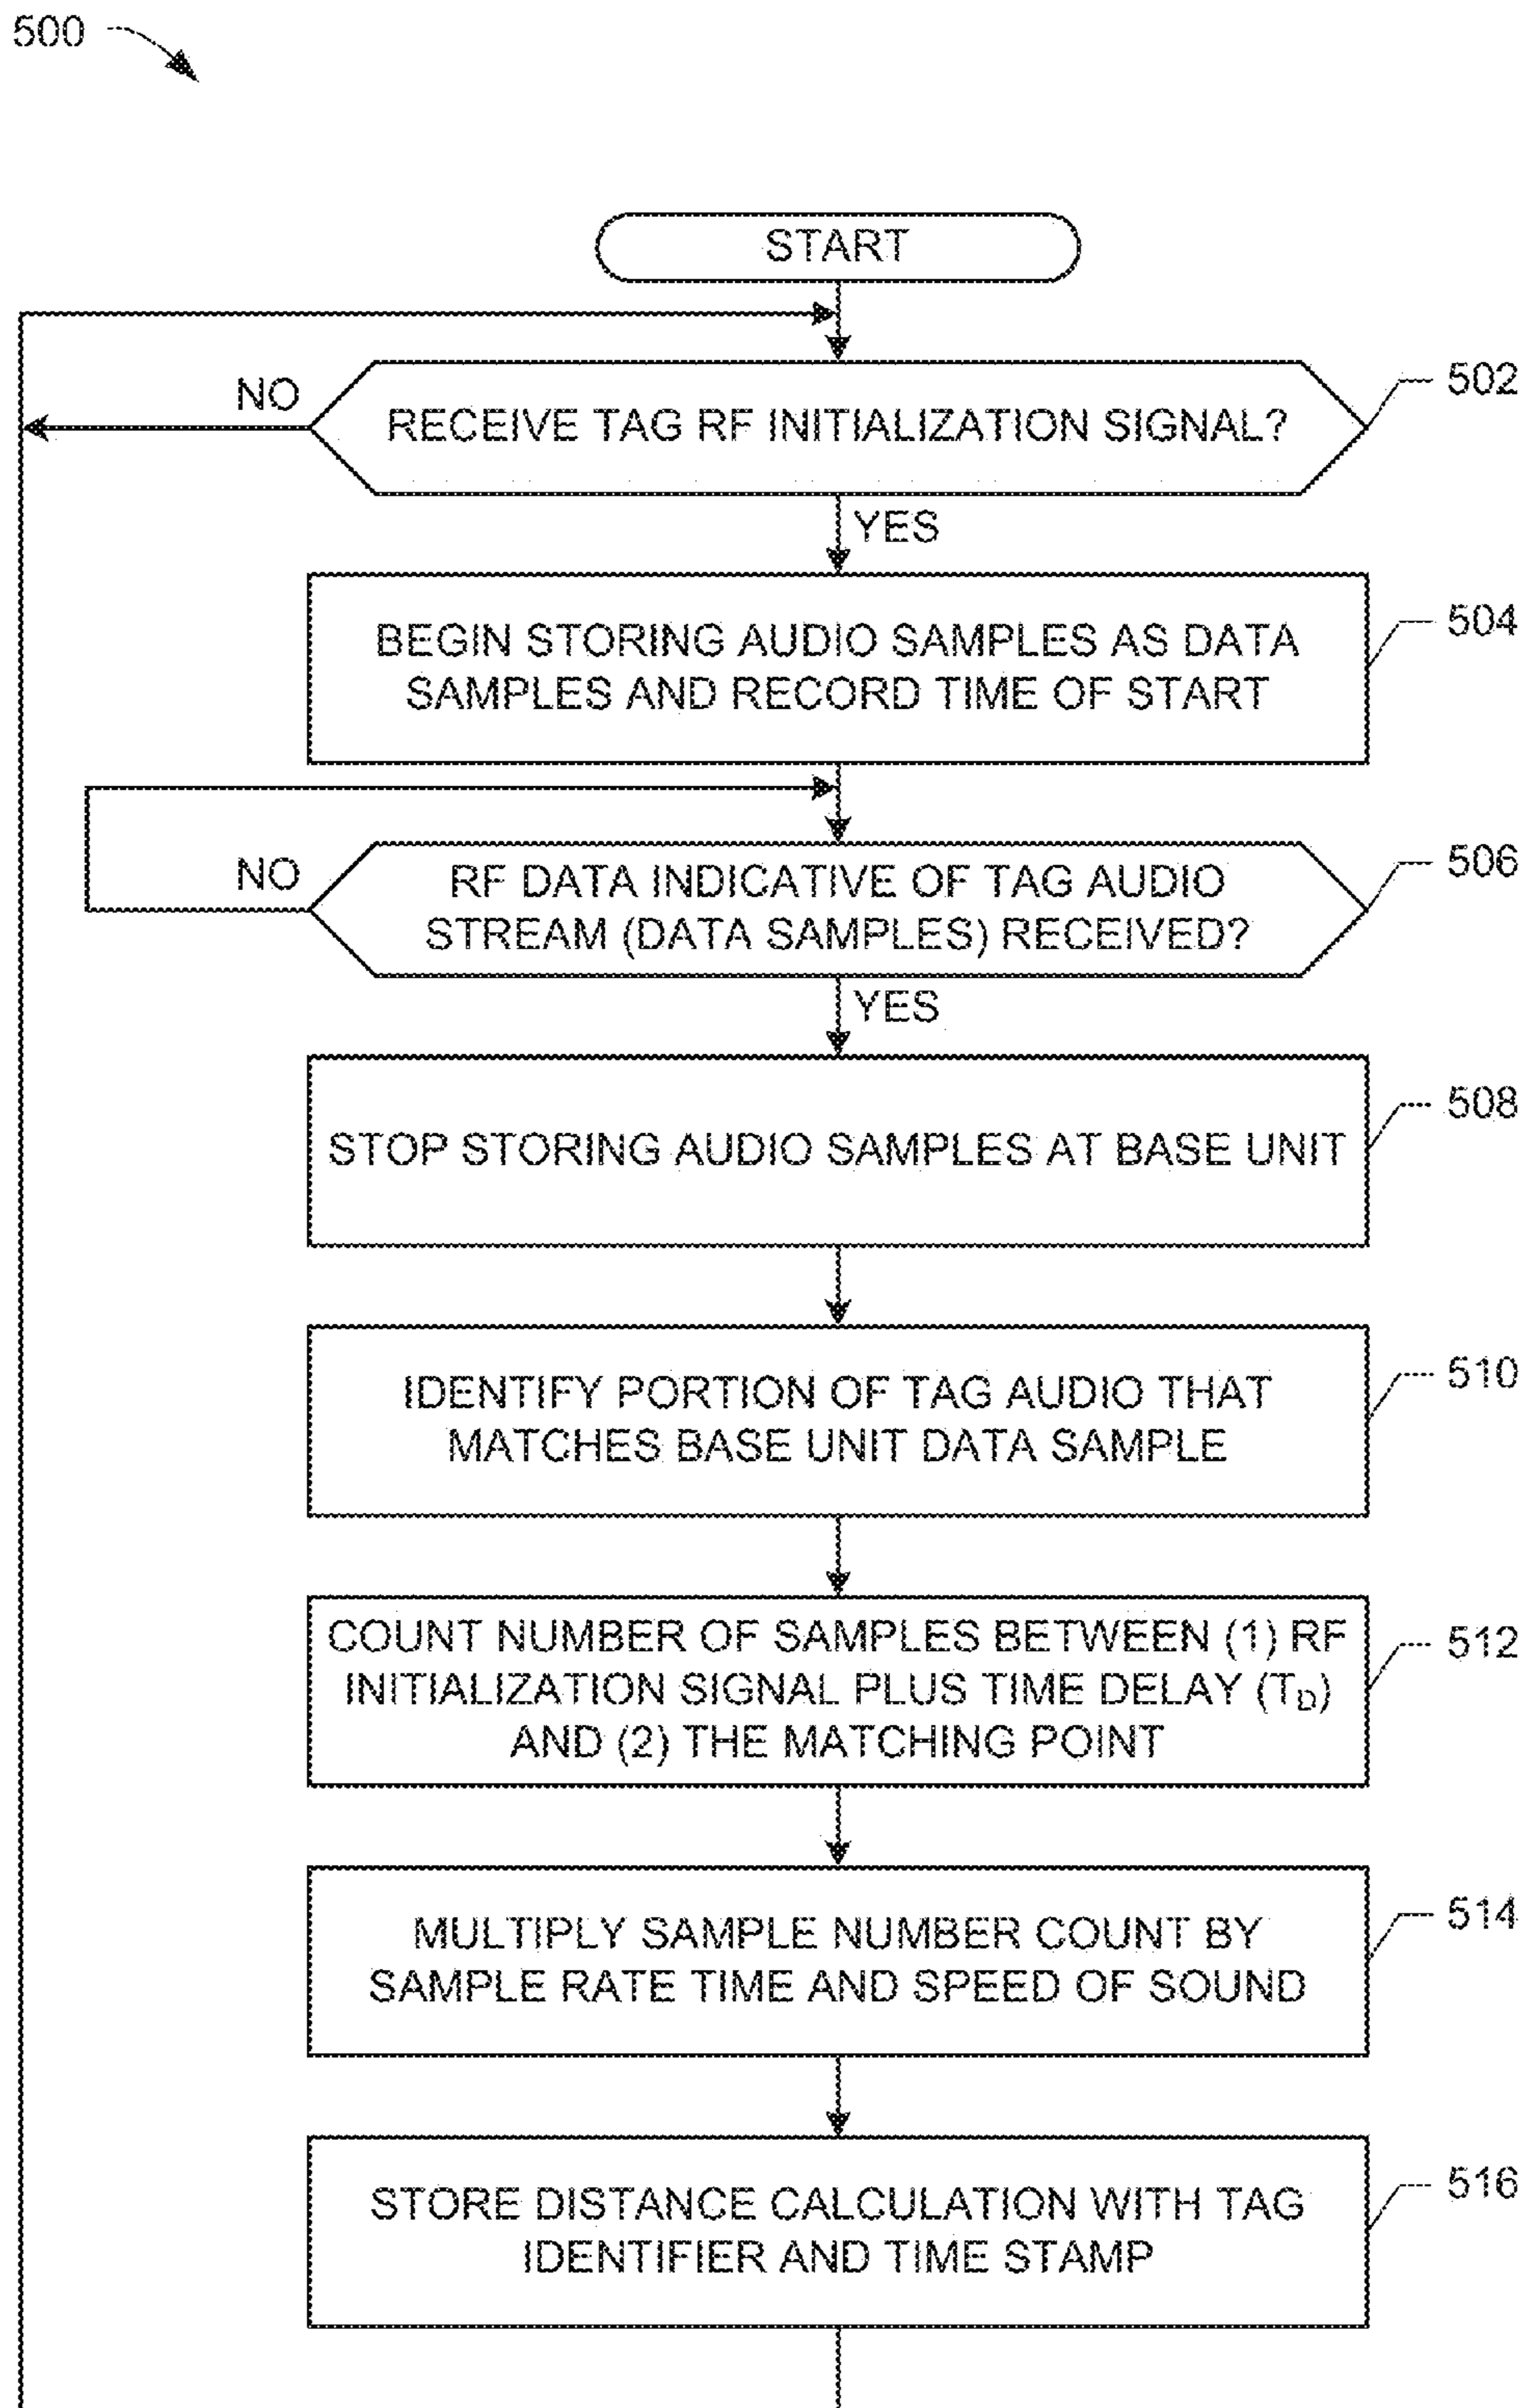 500
START
NO
RECEIVE TAG RF INITIALIZATION SIGNAL?
502
YES
BEGIN STORING AUDIO SAMPLES AS DATA
SAMPLES AND RECORD TIME OF START
504
NO
RF DATA INDICATIVE OF TAG AUDIO
STREAM (DATA SAMPLES) RECEIVED?
506
YES
STOP STORING AUDIO SAMPLES AT BASE UNIT
508
IDENTIFY PORTION OF TAG AUDIO THAT
MATCHES BASE UNIT DATA SAMPLE
510
COUNT NUMBER OF SAMPLES BETWEEN (1) RF
INITIALIZATION SIGNAL PLUS TIME DELAY (TD)
AND (2) THE MATCHING POINT
512
MULTIPLY SAMPLE NUMBER COUNT BY
SAMPLE RATE TIME AND SPEED OF SOUND
514
STORE DISTANCE CALCULATION WITH TAG
IDENTIFIER AND TIME STAMP
516